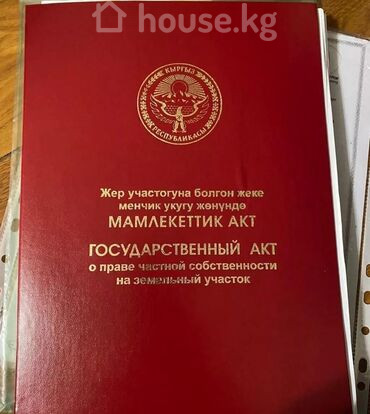 house.kg
КЫРГЫЗ
РЕСПУБЛИКАСЫ
Жер участогуна болгон жеке
менчик укугу жөнүндө
МАМЛЕКЕТТИК АКТ
ГОСУДАРСТВЕННЫЙ АКТ
о праве частной собственности
на земельный участок